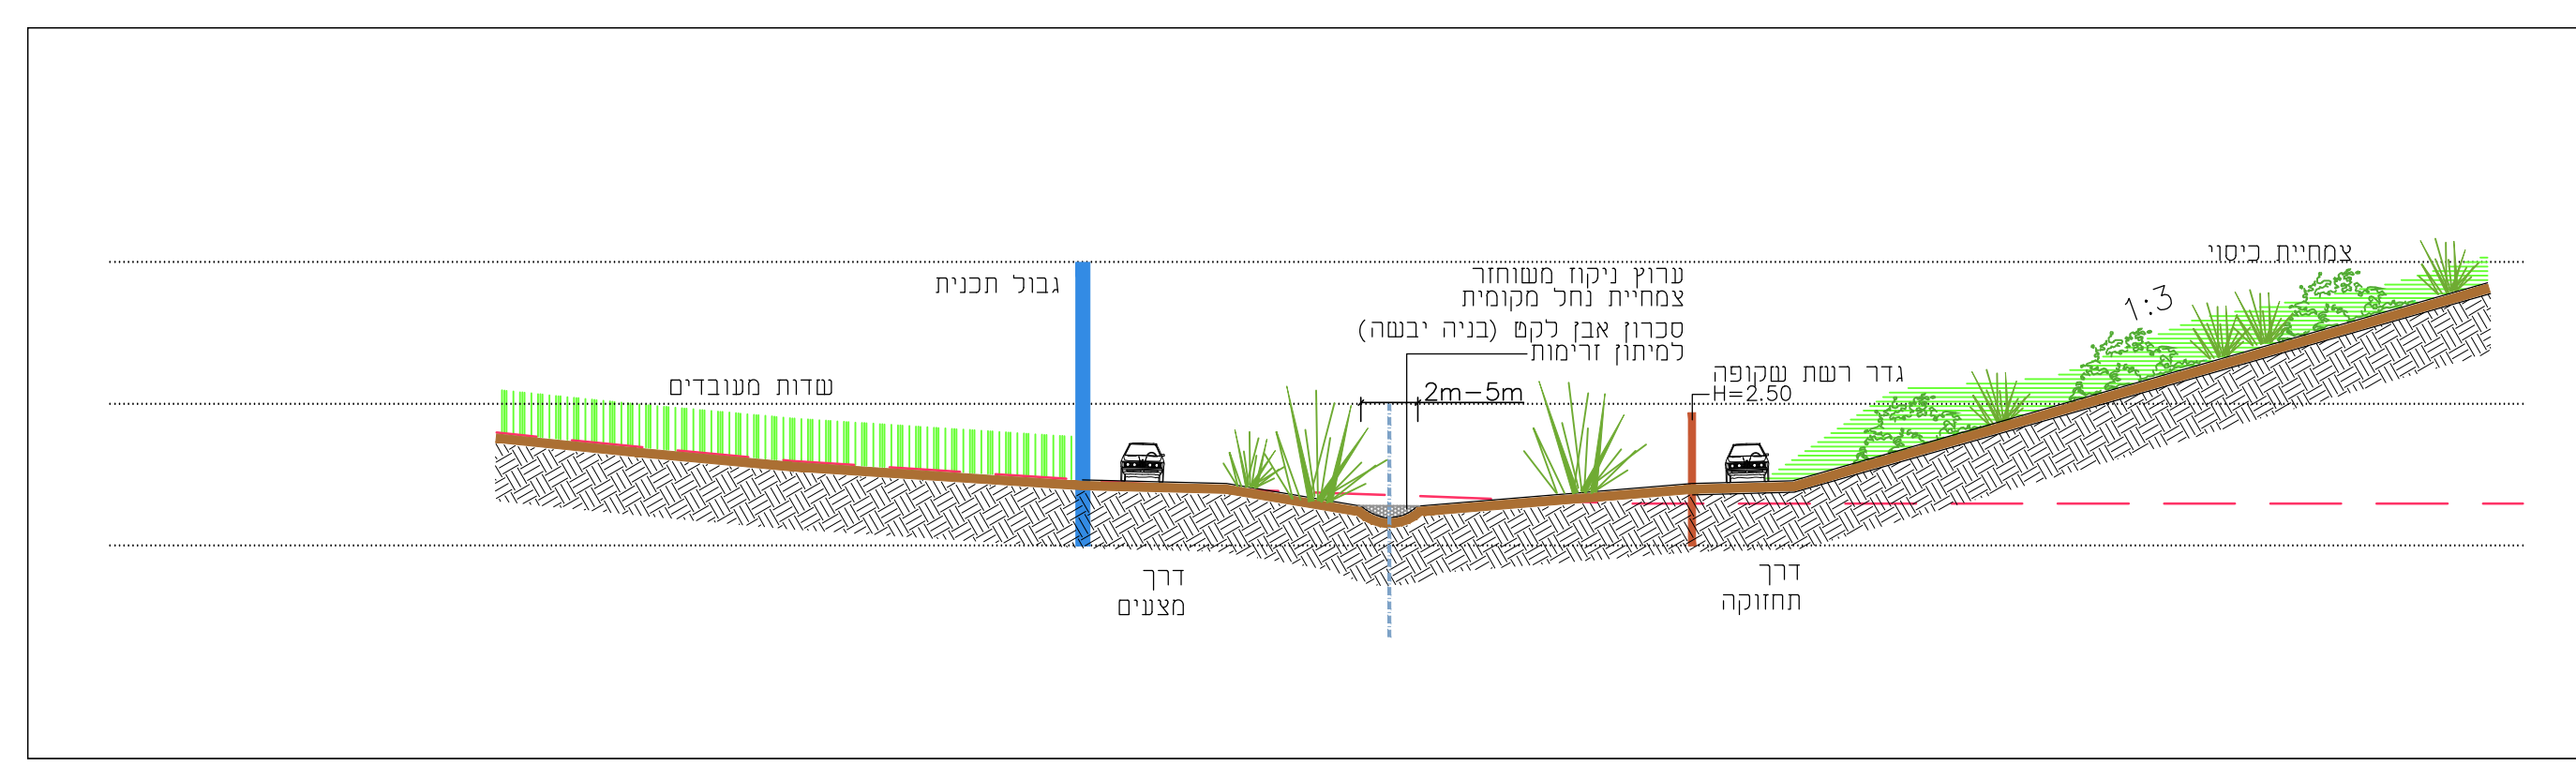 צמחיית כיסוי
1:3
ערוץ ניקוז משוחזר
צמחיית נחל מקומית
סכרון אבן לקט (בניה יבשה)
למיתון זרימות
גבול תכנית
גדר רשת שקופה
H=2.50
2m-5m
שדות מעובדים
דרך
תחזוקה
דרך
מצעים